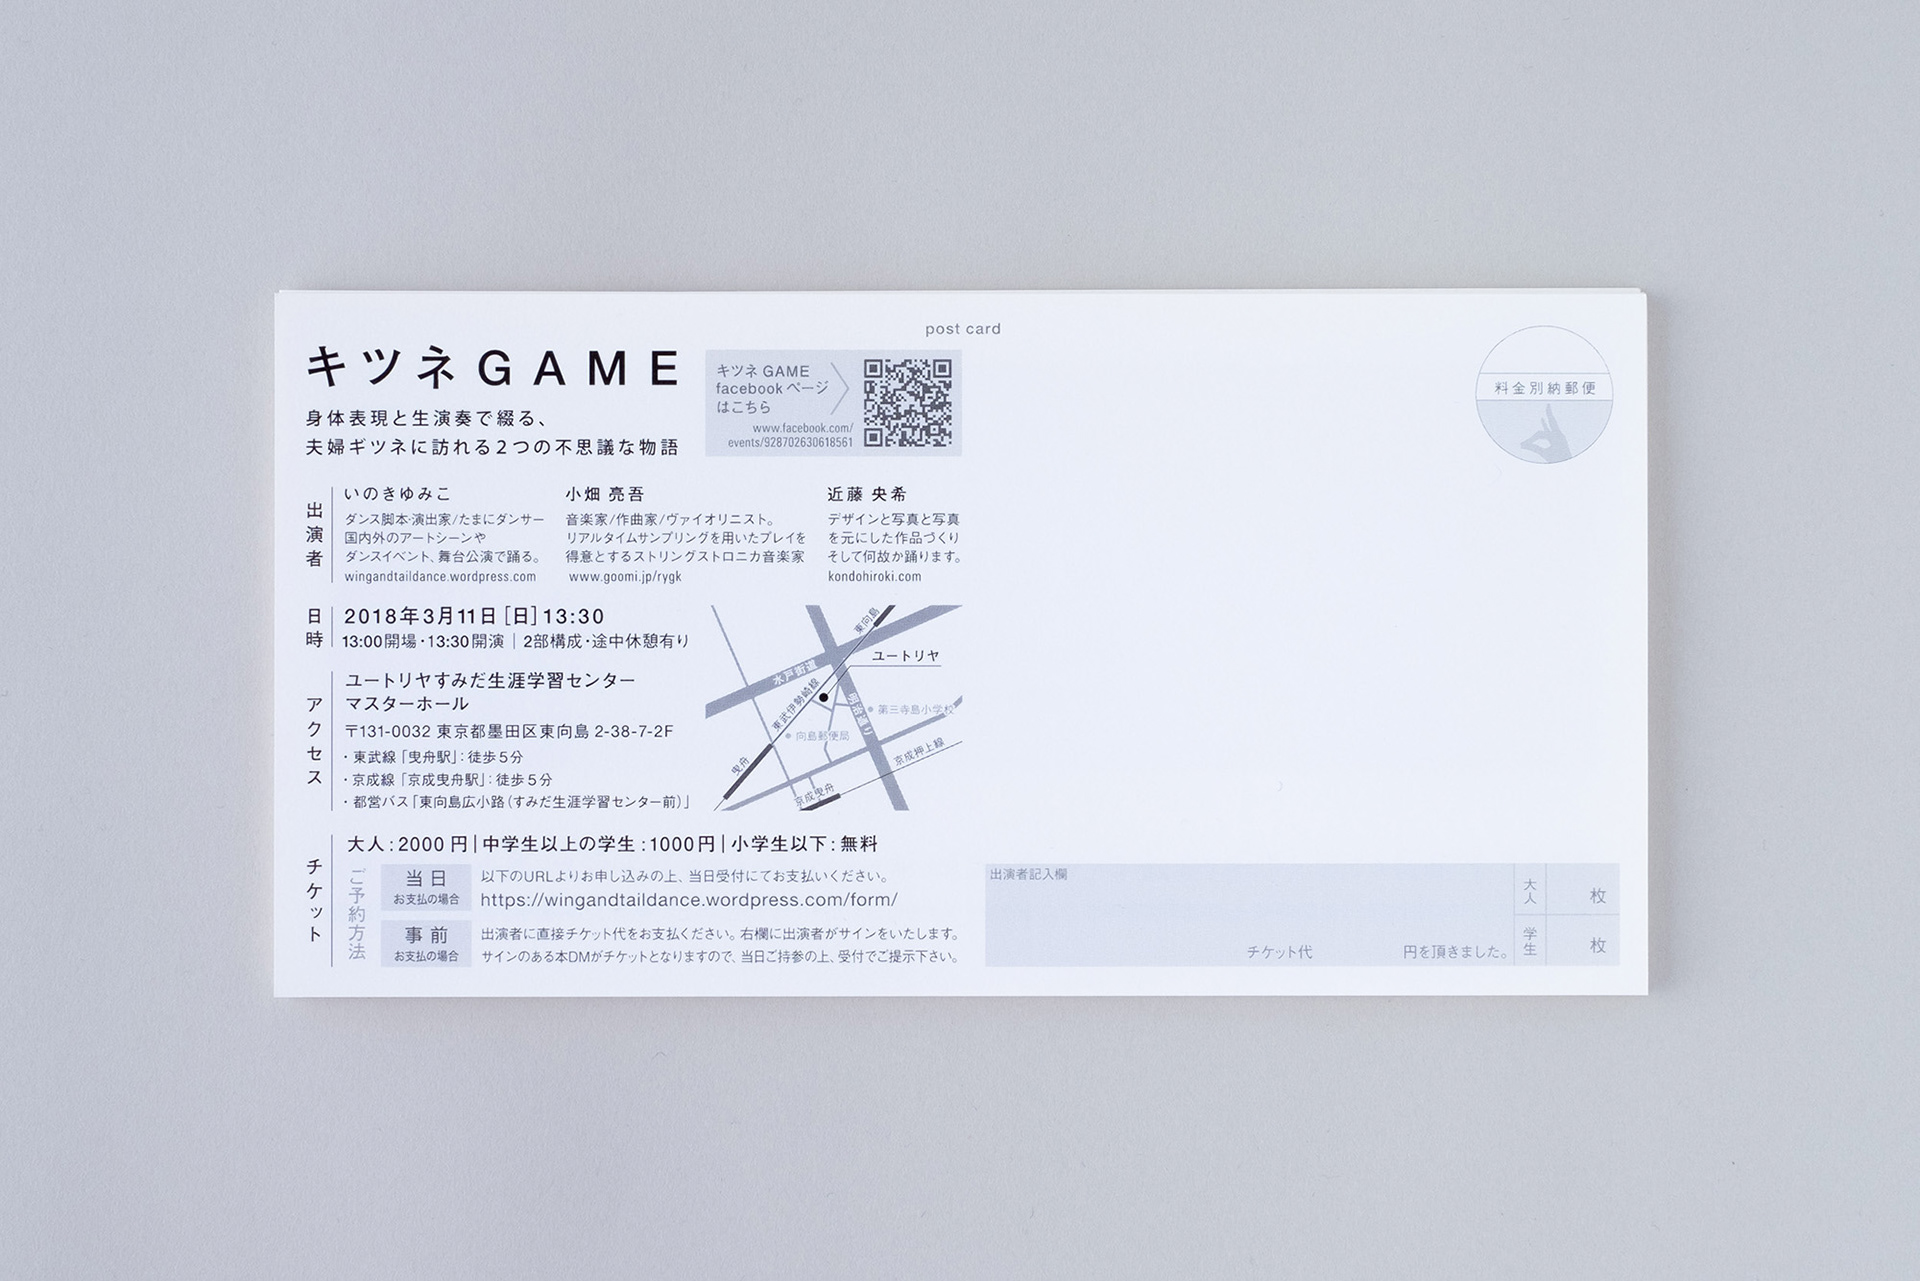 post card
キツネGAME
身体表現と生演奏で綴る、
夫婦ギツネに訪れる2つの不思議な物語
キツネ GAME
facebook ページ
はこちら
www.facebook.com/
events/928702630618561
料金別納郵便
出演者
いのきゆみこ
ダンス脚本・演出家/たまにダンサー
国内外のアートシーンや
ダンスイベント、舞台公演で踊る。
wingandtaildance.wordpress.com
小畑 亮吾
音楽家/作曲家/ヴァイオリニスト。
リアルタイムサンプリングを用いたプレイを
得意とするストリングストロニカ音楽家
www.goomi.jp/rygk
近藤 央希
デザインと写真と写真
を元にした作品づくり
そして何故か踊ります。
kondohiroki.com
日時
2018年3月11日[日]13:30
13:00開場・13:30開演|2部構成・途中休憩有り
アクセス
ユートリヤすみだ生涯学習センター
マスターホール
〒131-0032 東京都墨田区東向島 2-38-7-2F
・東武線「曳舟駅」:徒歩5分
・京成線「京成曳舟駅」:徒歩5分
・都営バス「東向島広小路(すみだ生涯学習センター前)」
東向島
ユートリヤ
水戸街道
東武伊勢崎線
明治通り
第三寺島小学校
向島郵便局
京成押上線
曳舟
京成曳舟
チケット
大人:2000 円|中学生以上の学生:1000円|小学生以下:無料
ご予約方法
当日
お支払の場合
以下のURLよりお申し込みの上、当日受付にてお支払いください。
https://wingandtaildance.wordpress.com/form/
事前
お支払の場合
出演者に直接チケット代をお支払ください。右欄に出演者がサインをいたします。
サインのある本DMがチケットとなりますので、当日ご持参の上、受付でご提示下さい。
出演者記入欄
チケット代 円を頂きました。
大人 枚
学生 枚